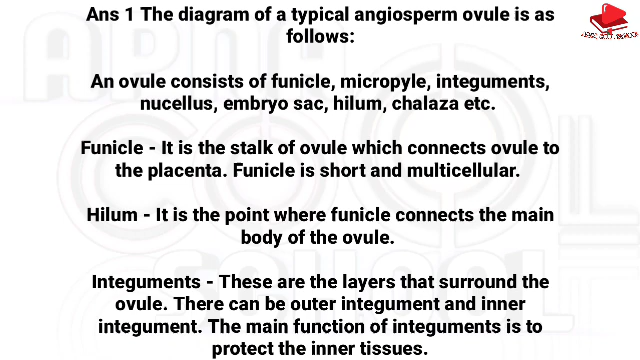 Ans 1 The diagram of a typical angiosperm ovule is as
follows:
An ovule consists of funicle, micropyle, integuments,
nucellus, embryo sac, hilum, chalaza etc.
Funicle - It is the stalk of ovule which connects ovule to
the placenta. Funicle is short and multicellular.
Hilum - It is the point where funicle connects the main
body of the ovule.
Integuments - These are the layers that surround the
ovule. There can be outer integument and inner
integument. The main function of integuments is to
protect the inner tissues.
APNA
SCHOOL